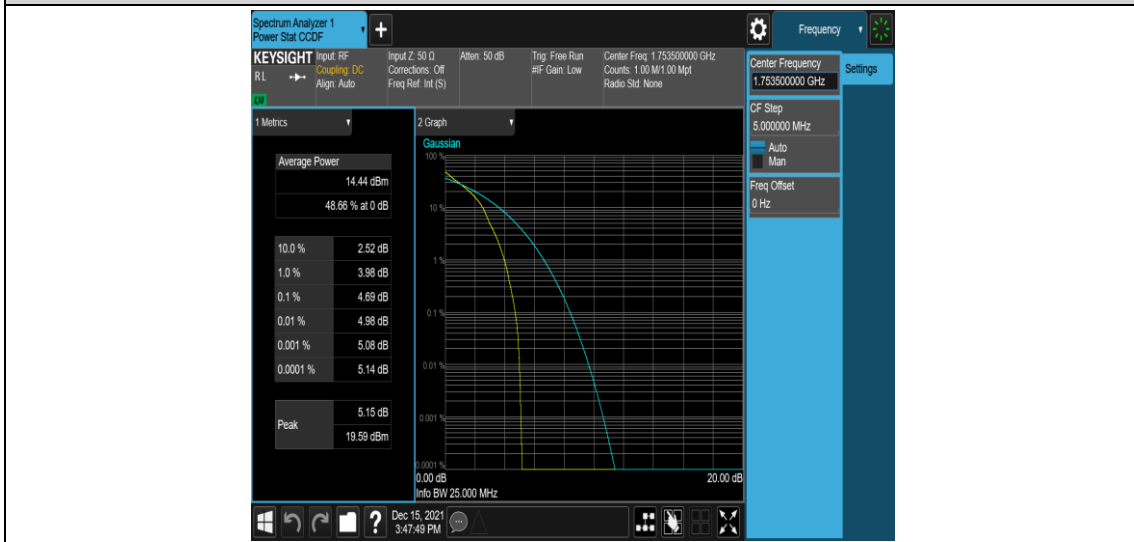 Spectrum Analyzer 1
Power Stat CCDF
+
Frequency
KEYSIGHT
RL
LXI
Input: RF
Coupling: DC
Align: Auto
Input Z: 50 Ω
Corrections: Off
Freq Ref: Int (S)
Atten: 50 dB
Trig: Free Run
#IF Gain: Low
Center Freq: 1.753500000 GHz
Counts: 1.00 M/1.00 Mpt
Radio Std: None
Center Frequency
1.753500000 GHz
Settings
CF Step
5.000000 MHz
Auto
Man
Freq Offset
0 Hz
1 Metrics
Average Power
14.44 dBm
48.66 % at 0 dB
10.0 % 2.52 dB
1.0 % 3.98 dB
0.1 % 4.69 dB
0.01 % 4.98 dB
0.001 % 5.08 dB
0.0001 % 5.14 dB
Peak
5.15 dB
19.59 dBm
2 Graph
Gaussian
100 %
10 %
1 %
0.1 %
0.01 %
0.001 %
0.0001 %
0.00 dB 20.00 dB
Info BW 25.000 MHz
?
Dec 15, 2021
3:47:49 PM